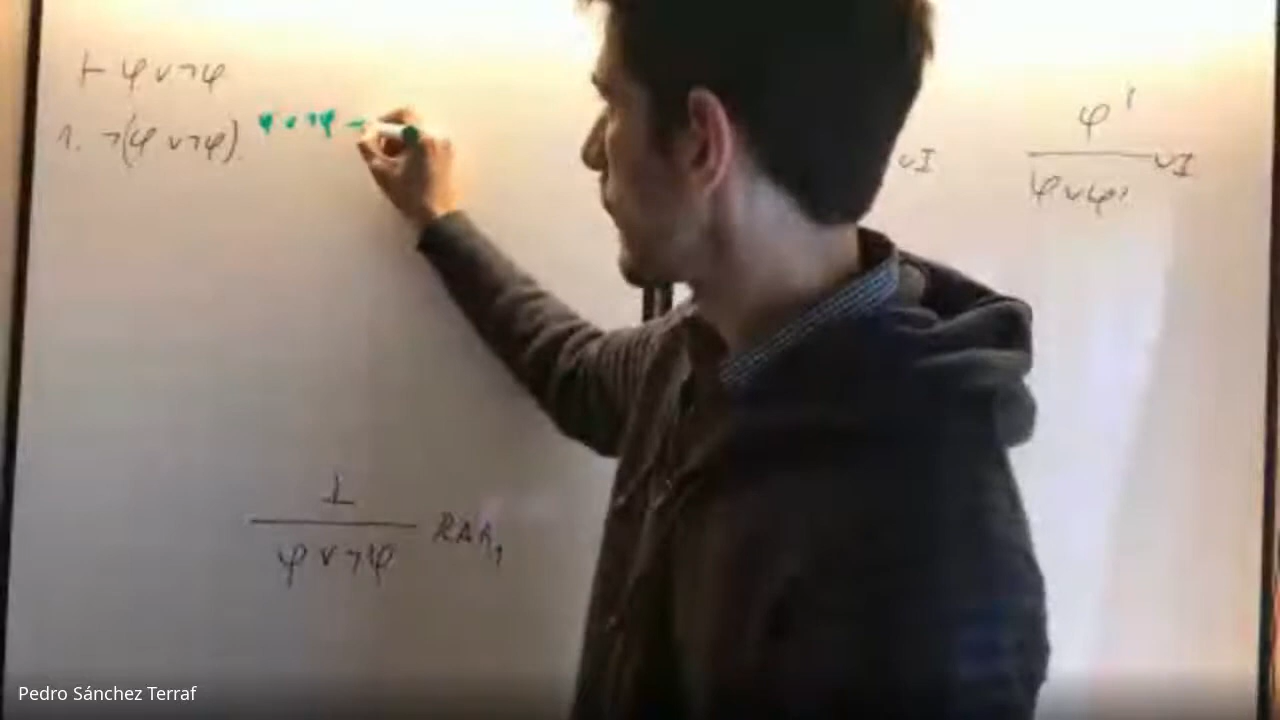 ⊢ φ ∨ ¬φ
1. ¬(φ ∨ ¬φ). φ ∨ ¬φ →
∨I
φ'
φ ∨ φ' ∨I
⊥
φ ∨ ¬φ RAA₁
Pedro Sánchez Terraf